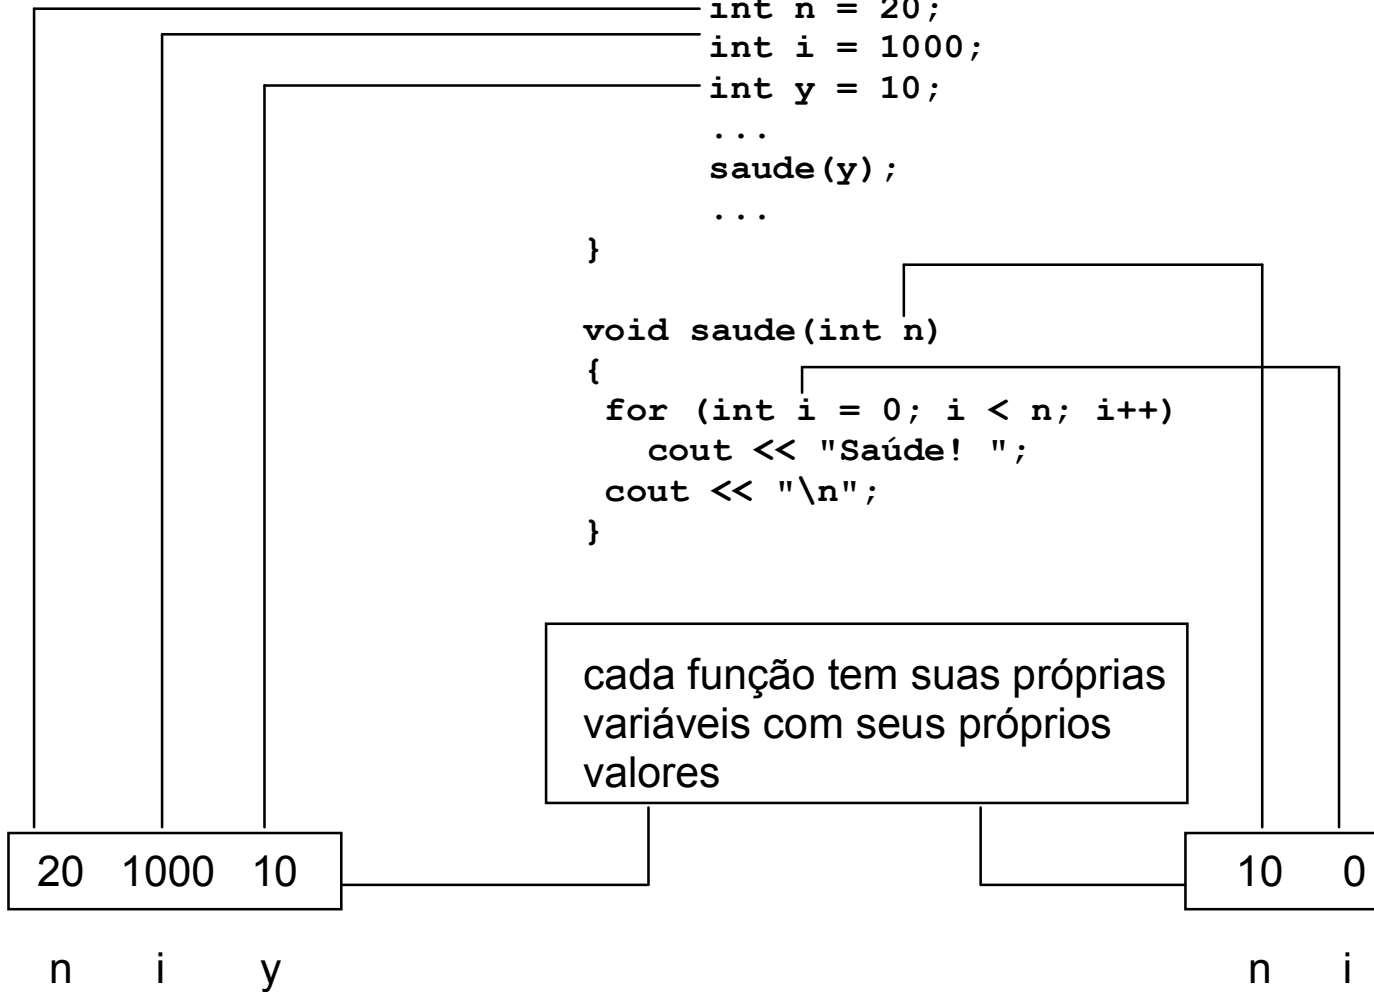 int n = 20;
int i = 1000;
int y = 10;
...
saude(y);
...
}
void saude(int n)
{
for (int i = 0; i < n; i++)
cout << "Saúde! ";
cout << "\n";
}
cada função tem suas próprias
variáveis com seus próprios
valores
20 1000 10
10 0
n i y
n i